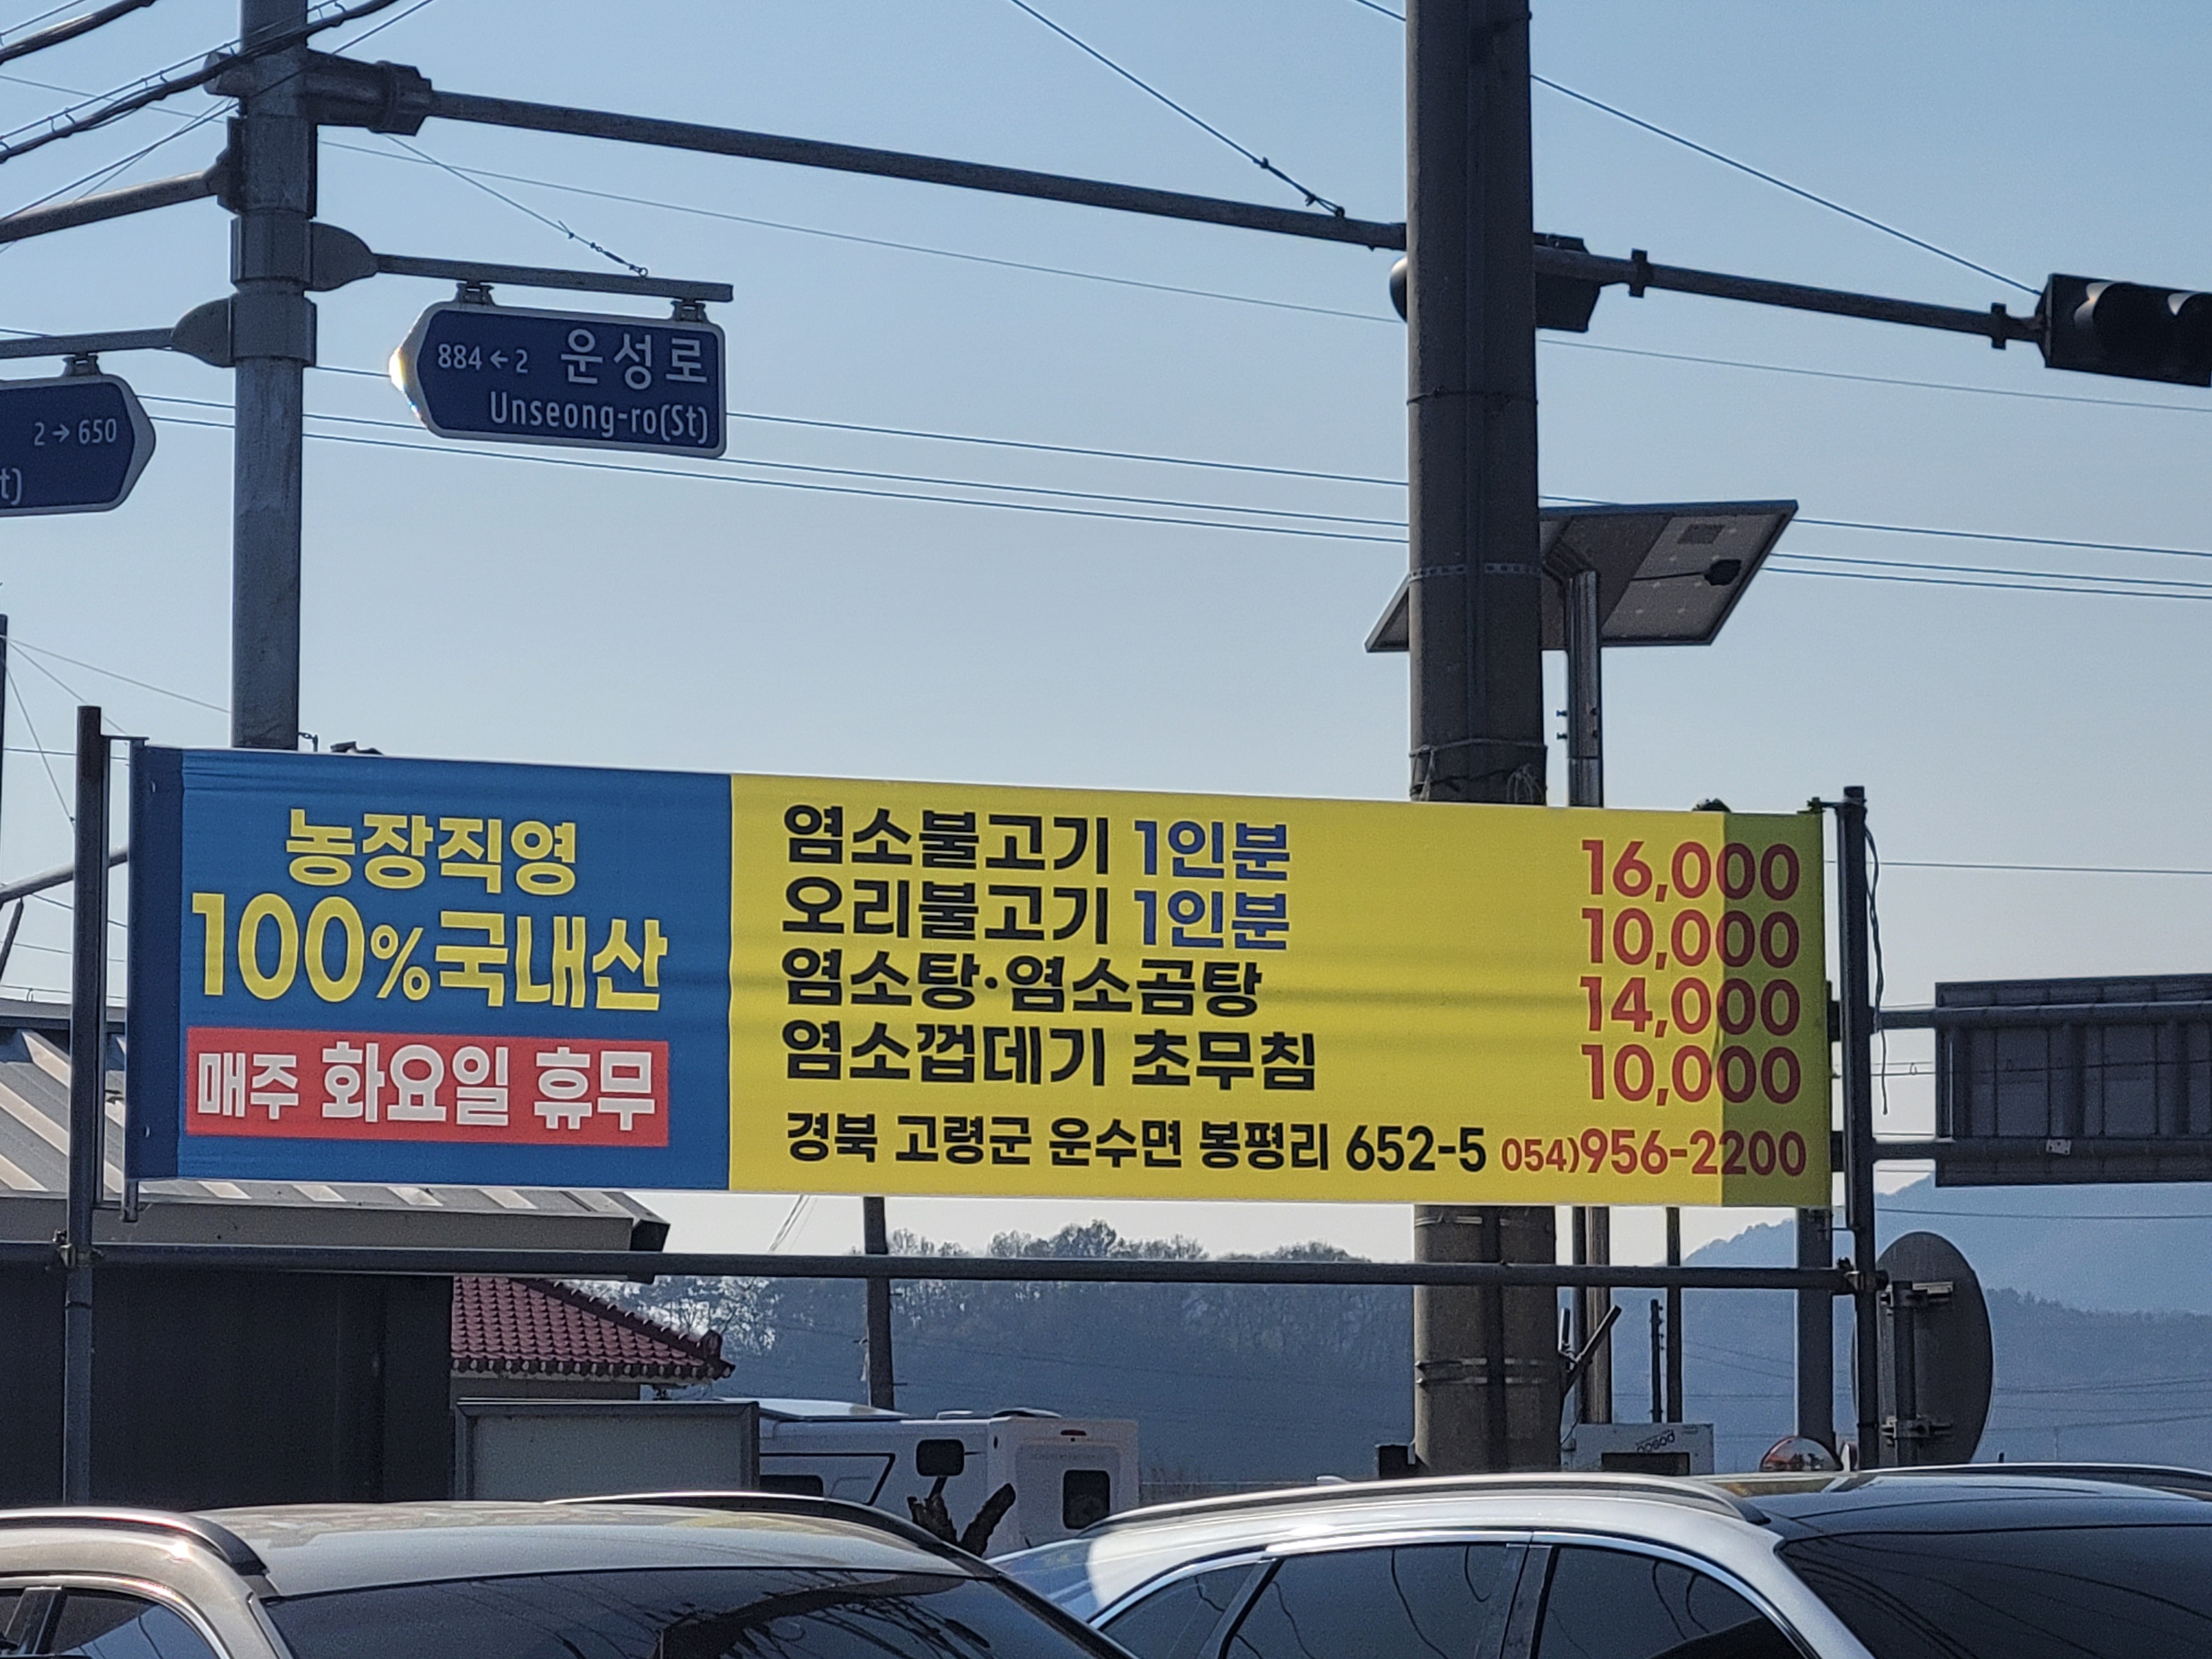 884 ← 2 운성로
Unseong-ro(St)
2 → 650
t)
농장직영
100%국내산
매주 화요일 휴무
염소불고기 1인분 16,000
오리불고기 1인분 10,000
염소탕·염소곰탕 14,000
염소껍데기 초무침 10,000
경북 고령군 운수면 봉평리 652-5 054)956-2200